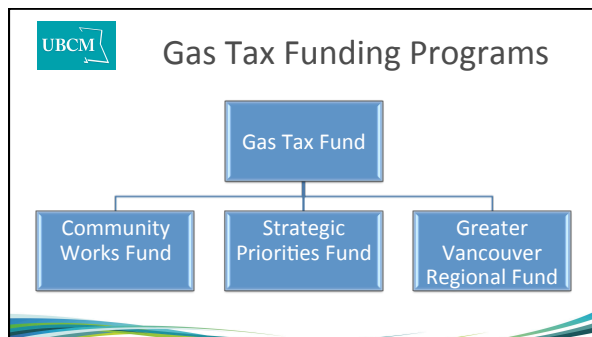 UBCM
Gas Tax Funding Programs
Gas Tax Fund
Community
Works Fund
Strategic
Priorities Fund
Greater
Vancouver
Regional Fund